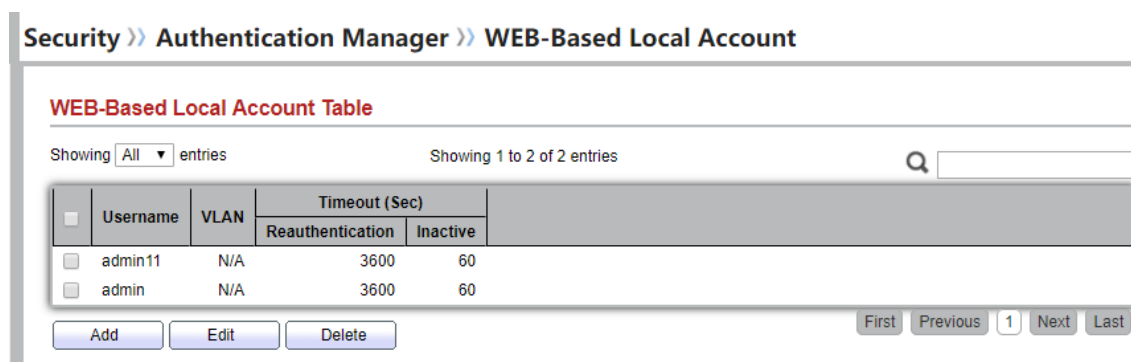 Security » Authentication Manager » WEB-Based Local Account
WEB-Based Local Account Table
Showing All ▼ entries Showing 1 to 2 of 2 entries
Username VLAN Timeout (Sec)
Reauthentication Inactive
admin11 N/A 3600 60
admin N/A 3600 60
Add Edit Delete First Previous 1 Next Last